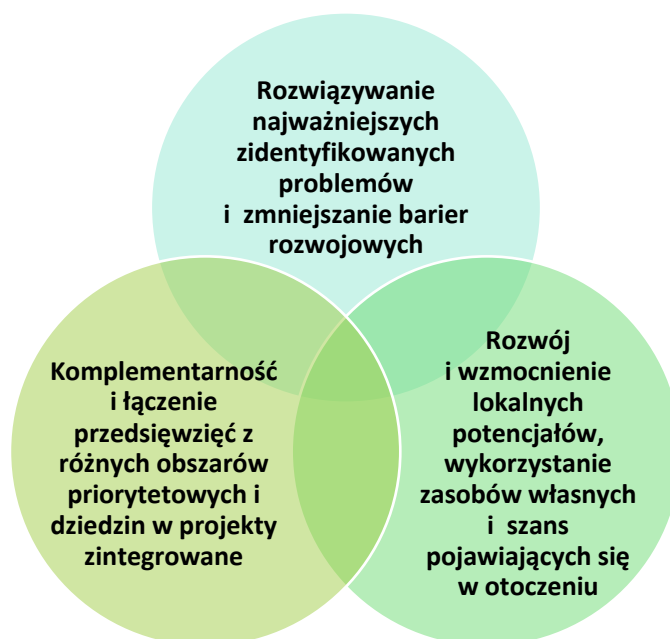 Rozwiązywanie
najważniejszych
zidentyfikowanych
problemów
i zmniejszanie barier
rozwojowych
Komplementarność
i łączenie
przedsięwzięć z
różnych obszarów
priorytetowych i
dziedzin w projekty
zintegrowane
Rozwój
i wzmocnienie
lokalnych
potencjałów,
wykorzystanie
zasobów własnych
i szans
pojawiających się
w otoczeniu